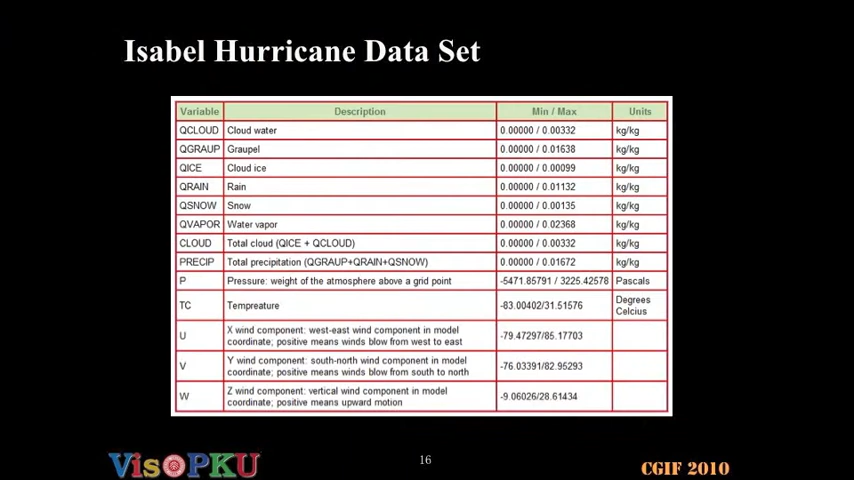 Isabel Hurricane Data Set
Variable Description Min / Max Units
QCLOUD Cloud water 0.00000 / 0.00332 kg/kg
QGRAUP Graupel 0.00000 / 0.01638 kg/kg
QICE Cloud ice 0.00000 / 0.00099 kg/kg
QRAIN Rain 0.00000 / 0.01132 kg/kg
QSNOW Snow 0.00000 / 0.00135 kg/kg
QVAPOR Water vapor 0.00000 / 0.02368 kg/kg
CLOUD Total cloud (QICE + QCLOUD) 0.00000 / 0.00332 kg/kg
PRECIP Total precipitation (QGRAUP+QRAIN+QSNOW) 0.00000 / 0.01672 kg/kg
P Pressure: weight of the atmosphere above a grid point -5471.85791 / 3225.42578 Pascals
TC Tempreature -83.00402/31.51576 Degrees
Celcius
U X wind component: west-east wind component in model
coordinate; positive means winds blow from west to east -79.47297/85.17703
V Y wind component: south-north wind component in model
coordinate; positive means winds blow from south to north -76.03391/82.95293
W Z wind component: vertical wind component in model
coordinate; positive means upward motion -9.06026/28.61434
VisPKU
16
CGIF 2010